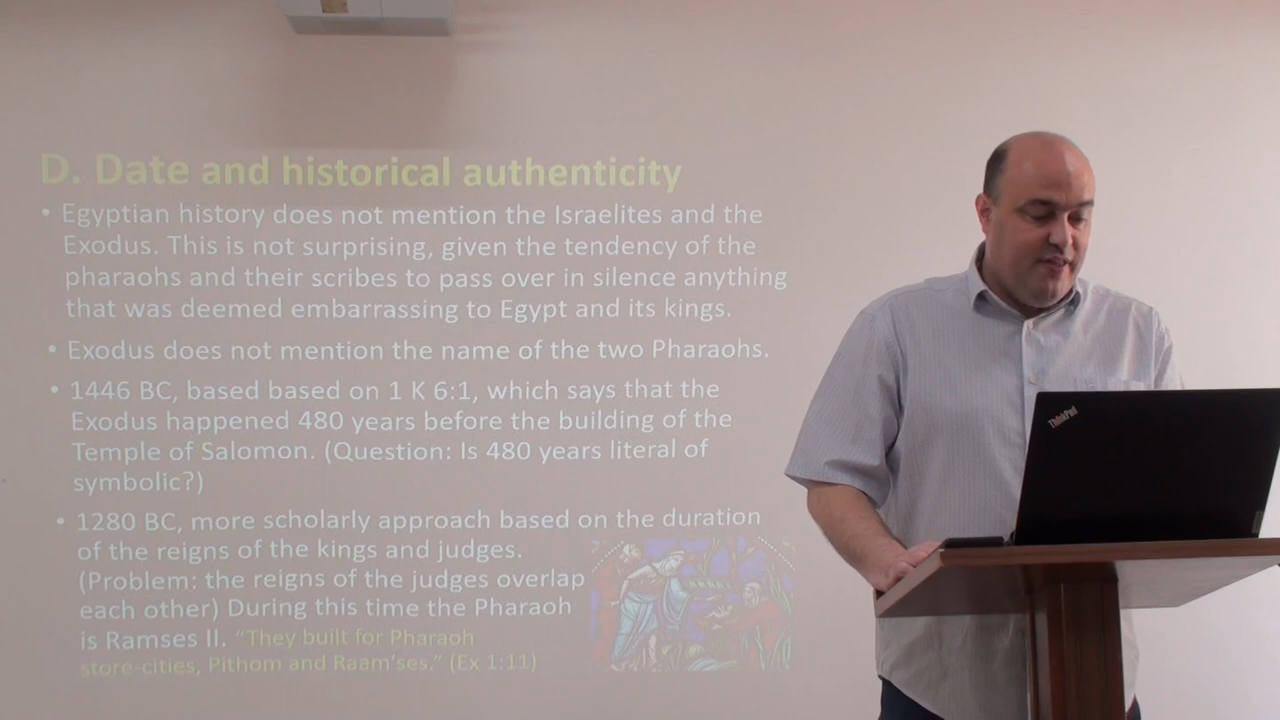 D. Date and historical authenticity
• Egyptian history does not mention the Israelites and the
Exodus. This is not surprising, given the tendency of the
pharaohs and their scribes to pass over in silence anything
that was deemed embarrassing to Egypt and its kings.
• Exodus does not mention the name of the two Pharaohs.
• 1446 BC, based based on 1 K 6:1, which says that the
Exodus happened 480 years before the building of the
Temple of Salomon. (Question: Is 480 years literal of
symbolic?)
• 1280 BC, more scholarly approach based on the duration
of the reigns of the kings and judges.
(Problem: the reigns of the judges overlap
each other) During this time the Pharaoh
is Ramses II. “They built for Pharaoh
store-cities, Pithom and Raam’ses.” (Ex 1:11)
ThinkPad